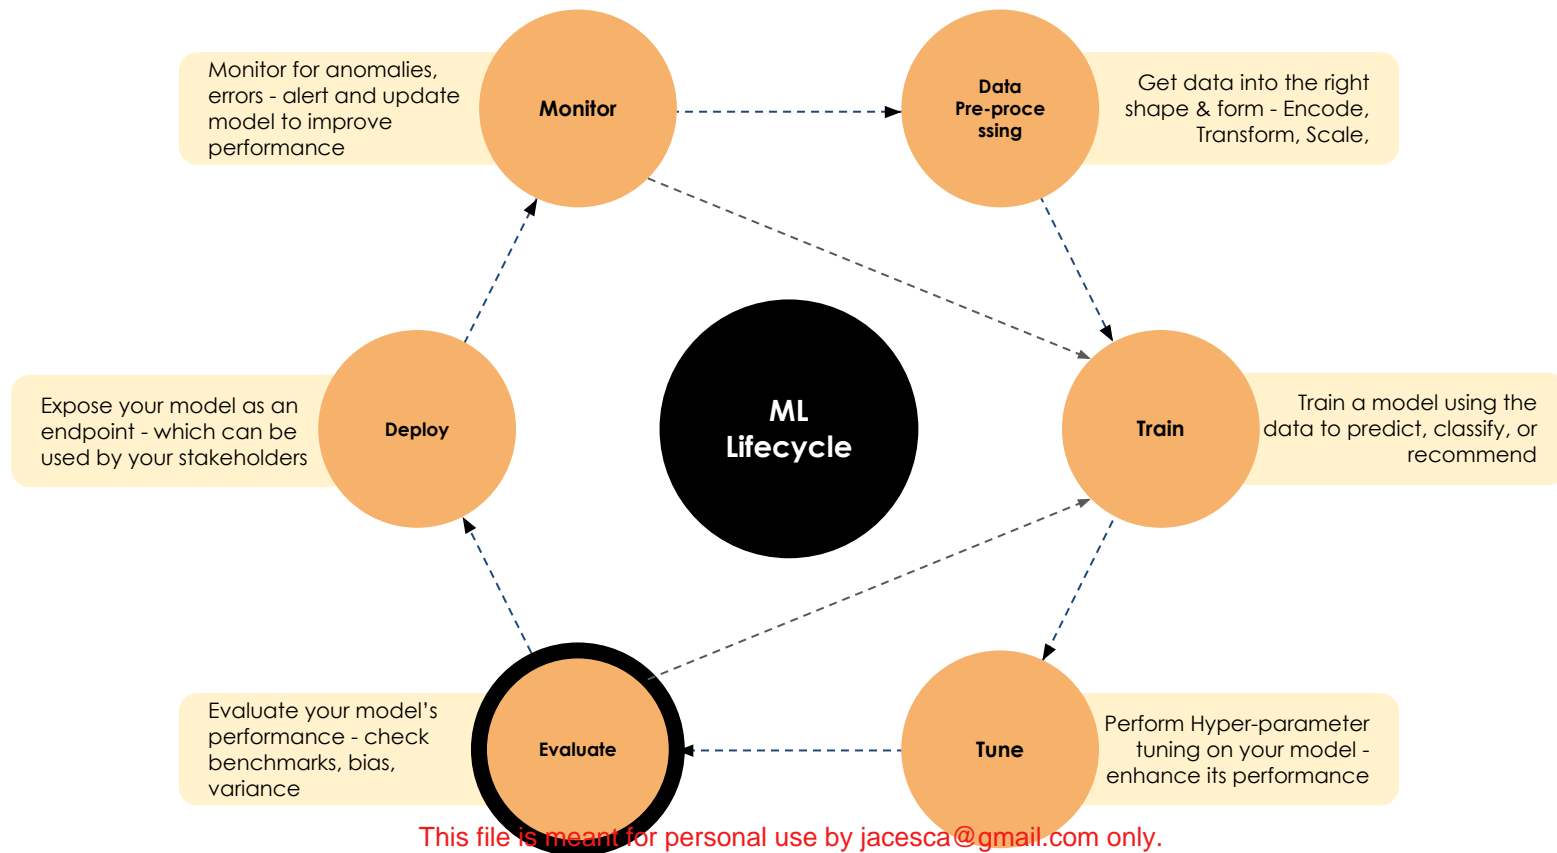 Monitor for anomalies,
errors - alert and update
model to improve
performance
Monitor
Data
Pre-proce
ssing
Get data into the right
shape & form - Encode,
Transform, Scale,
Expose your model as an
endpoint - which can be
used by your stakeholders
Deploy
ML
Lifecycle
Train
Train a model using the
data to predict, classify, or
recommend
Evaluate your model's
performance - check
benchmarks, bias,
variance
Evaluate
Tune
Perform Hyper-parameter
tuning on your model -
enhance its performance
This file is meant for personal use by jacesca@gmail.com only.